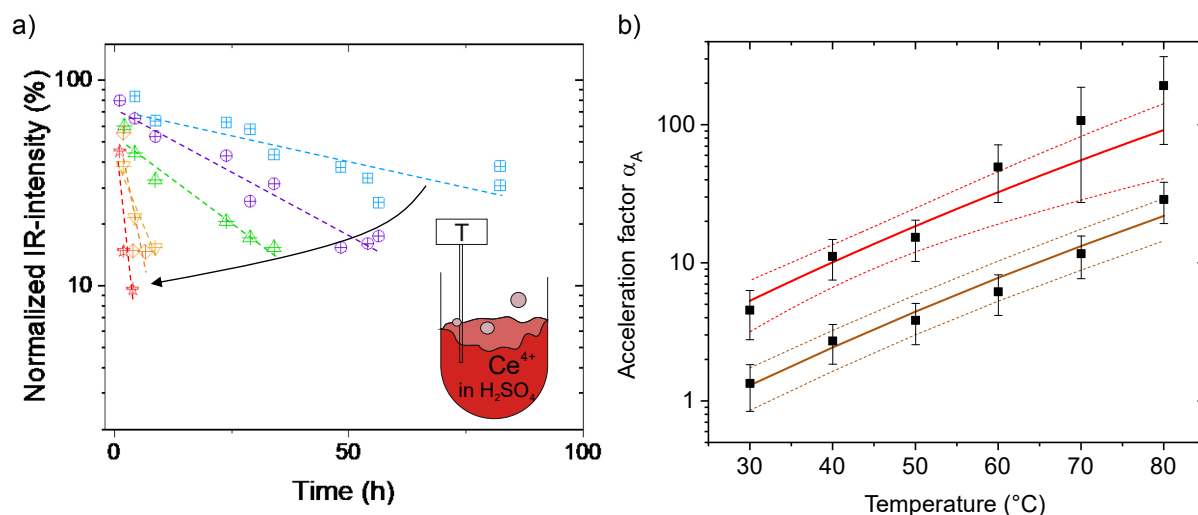 a)
Normalized IR-intensity (%)
100
10
0
50
100
Time (h)
T
Ce⁴⁺
in H₂SO₄
b)
Acceleration factor α_A
100
10
1
30
40
50
60
70
80
Temperature (°C)